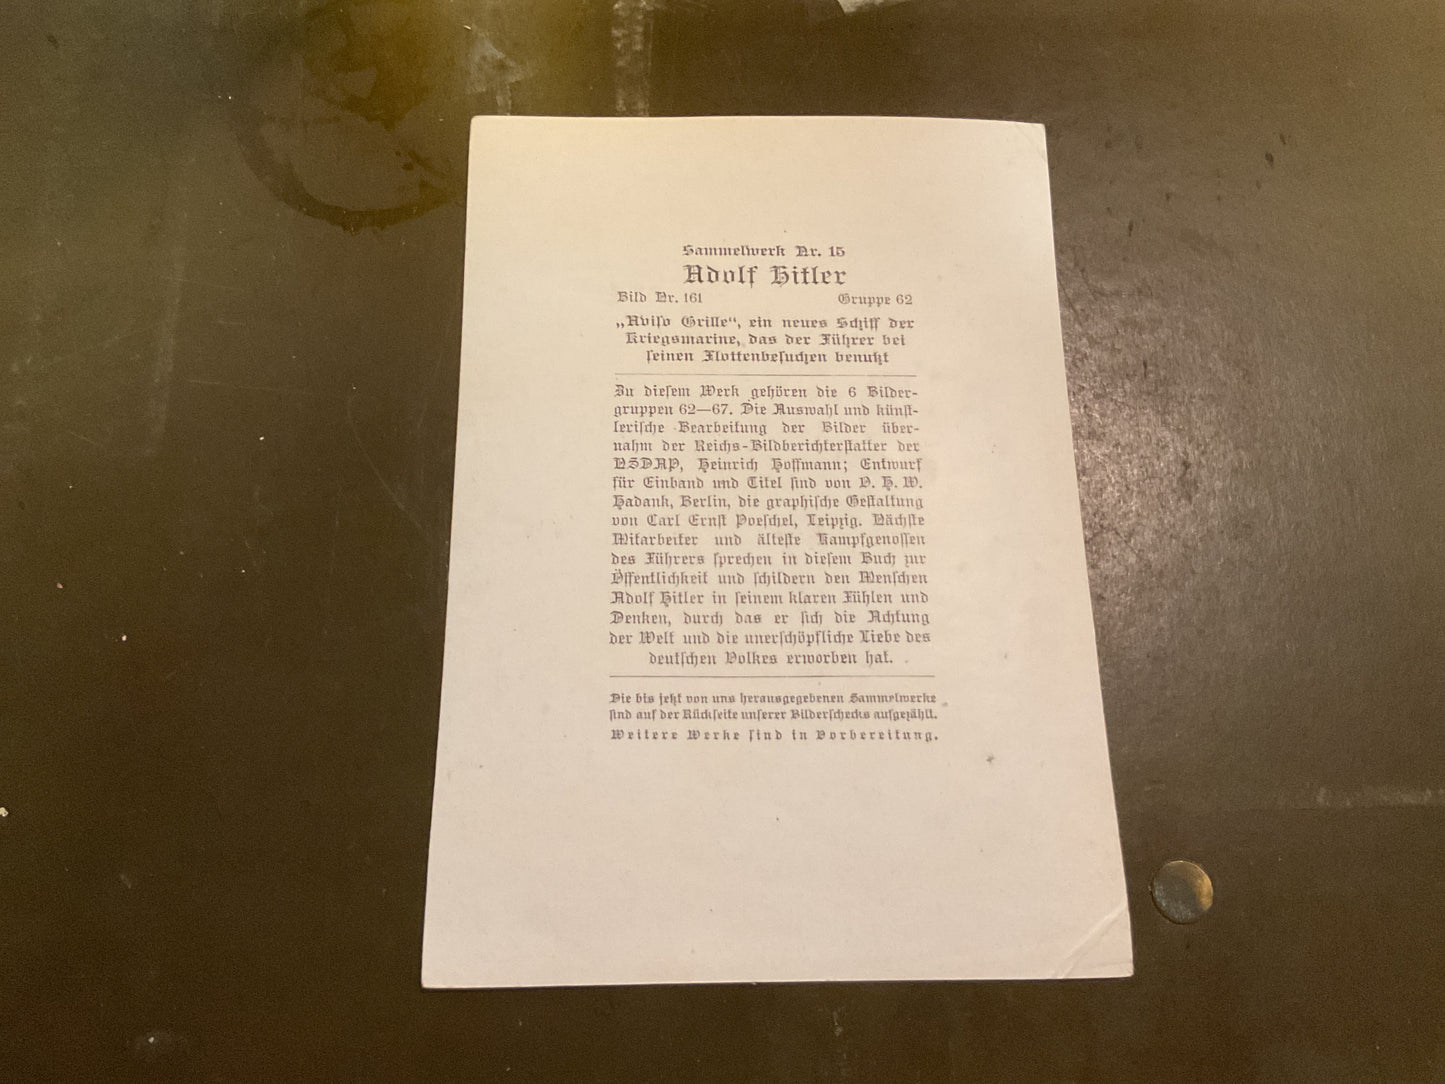 Sammelwerk Nr. 15
Adolf Hitler
Bild Nr. 161 Gruppe 62
„Aviso Grille“, ein neues Schiff der
Kriegsmarine, das der Führer bei
seinen Flottenbesuchen benutzt
Zu diesem Werk gehören die 6 Bilder-
gruppen 62—67. Die Auswahl und künst-
lerische Bearbeitung der Bilder über-
nahm der Reichs-Bildberichterstatter der
NSDAP, Heinrich Hoffmann; Entwurf
für Einband und Titel sind von O. H. W.
Hadank, Berlin, die graphische Gestaltung
von Carl Ernst Poeschel, Leipzig. Nächste
Mitarbeiter und älteste Kampfgenossen
des Führers sprechen in diesem Buch zur
Öffentlichkeit und schildern den Menschen
Adolf Hitler in seinem klaren Fühlen und
Denken, durch das er sich die Achtung
der Welt und die unerschöpfliche Liebe des
deutschen Volkes erworben hat.
Die bis jetzt von uns herausgegebenen Sammelwerke
sind auf der Rückseite unserer Bilderschecks aufgezählt.
Weitere Werke sind in Vorbereitung.